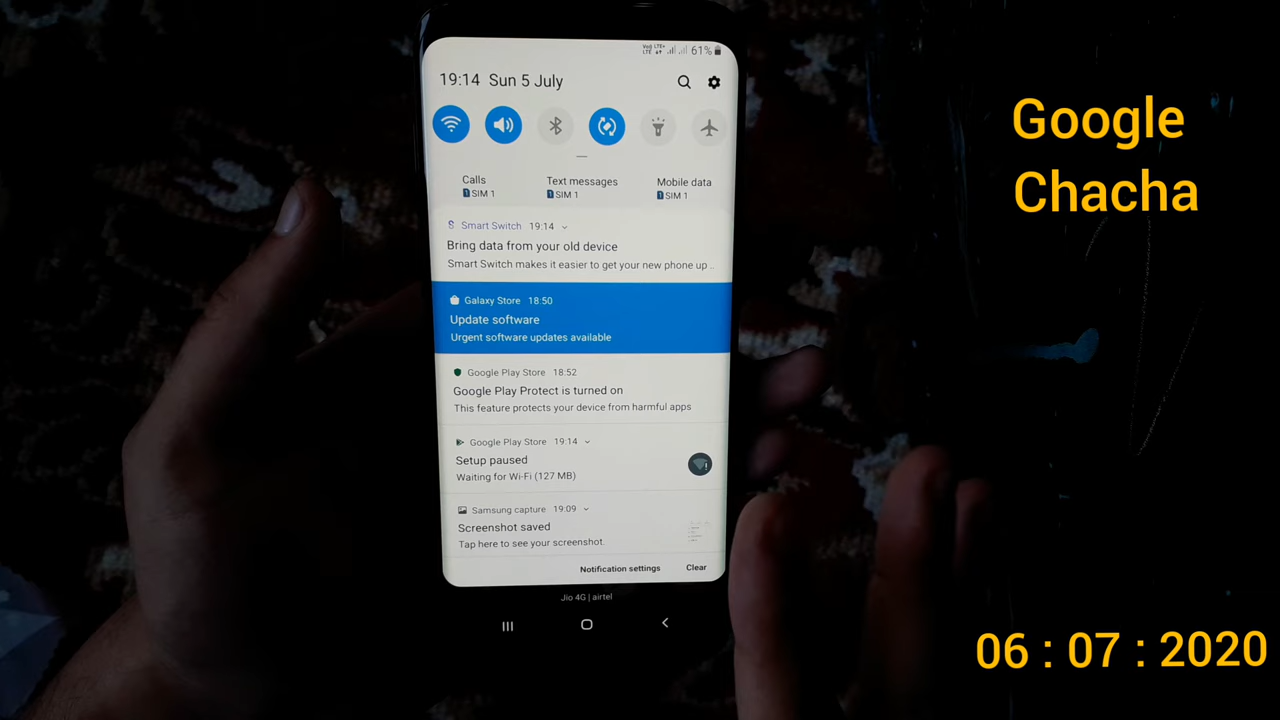 Google
Chacha
VoLTE LTE+ 61%
19:14 Sun 5 July
Calls
SIM 1
Text messages
SIM 1
Mobile data
SIM 1
Smart Switch 19:14
Bring data from your old device
Smart Switch makes it easier to get your new phone up ..
Galaxy Store 18:50
Update software
Urgent software updates available
Google Play Store 18:52
Google Play Protect is turned on
This feature protects your device from harmful apps
Google Play Store 19:14
Setup paused
Waiting for Wi-Fi (127 MB)
Samsung capture 19:09
Screenshot saved
Tap here to see your screenshot.
Notification settings Clear
Jio 4G | airtel
06 : 07 : 2020